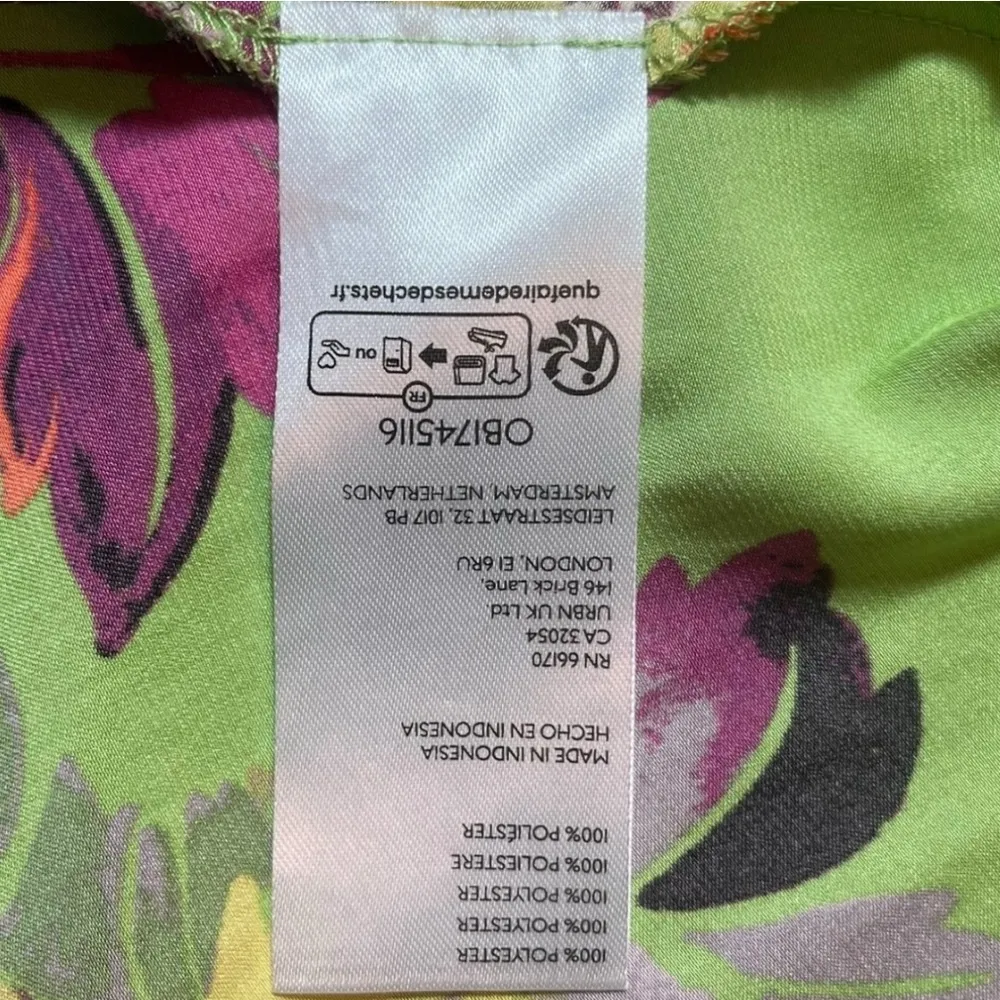 100% POLYESTER
100% POLYESTER
100% POLYESTER
100% POLIESTERE
100% POLIÉSTER
MADE IN INDONESIA
HECHO EN INDONESIA
RN 66170
CA 32054
URBN UK Ltd.
146 Brick Lane,
LONDON, E1 6RU
LEIDSESTRAAT 32, 1017 PB
AMSTERDAM, NETHERLANDS
OB1745116
FR
OU
quefairedemesdechets.fr